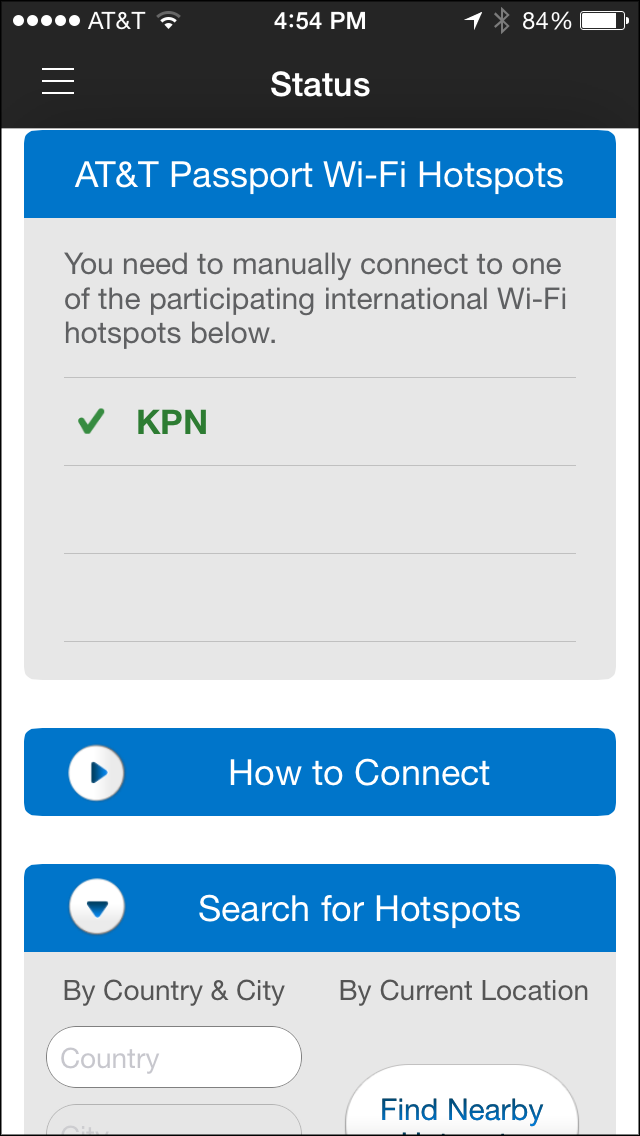 AT&T 4:54 PM 84%
Status
AT&T Passport Wi-Fi Hotspots
You need to manually connect to one
of the participating international Wi-Fi
hotspots below.
KPN
How to Connect
Search for Hotspots
By Country & City By Current Location
Country
Find Nearby
City